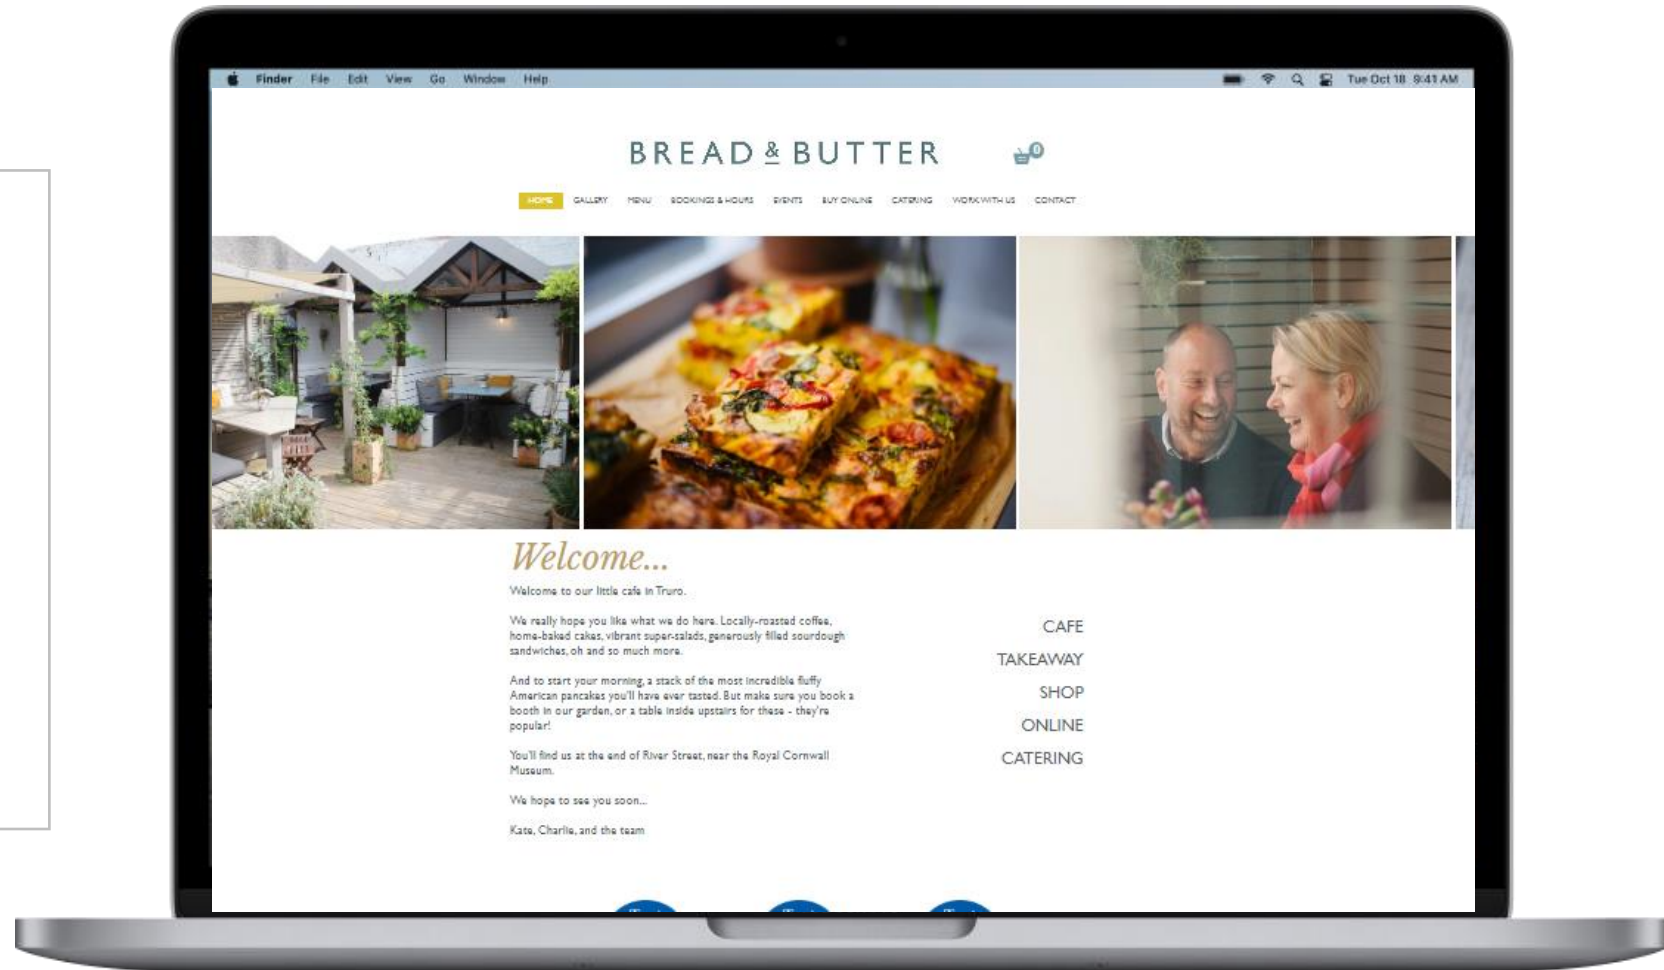 Finder File Edit View Go Window Help Tue Oct 18 9:41 AM
BREAD & BUTTER 0
HOME GALLERY MENU BOOKINGS & HOURS EVENTS BUY ONLINE CATERING WORK WITH US CONTACT
Welcome...
Welcome to our little cafe in Truro.
We really hope you like what we do here. Locally-roasted coffee,
home-baked cakes, vibrant super-salads, generously filled sourdough
sandwiches, oh and so much more.
And to start your morning, a stack of the most incredible fluffy
American pancakes you'll have ever tasted. But make sure you book a
booth in our garden, or a table inside upstairs for these - they're
popular!
You'll find us at the end of River Street, near the Royal Cornwall
Museum.
We hope to see you soon...
Kate, Charlie, and the team
CAFE
TAKEAWAY
SHOP
ONLINE
CATERING